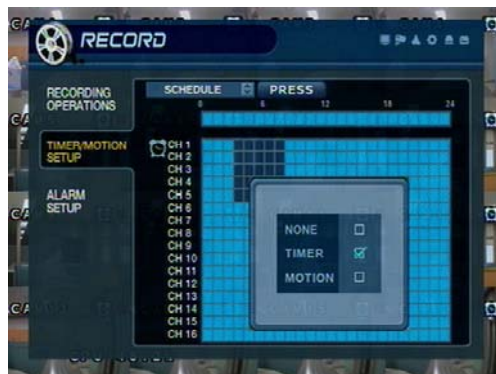 RECORD
RECORDING
OPERATIONS
SCHEDULE PRESS
0 6 12 18 24
TIMER/MOTION
SETUP
ALARM
SETUP
CH 1
CH 2
CH 3
CH 4
CH 5
CH 6
CH 7
CH 8
CH 9
CH 10
CH 11
CH 12
CH 13
CH 14
CH 15
CH 16
NONE
TIMER
MOTION